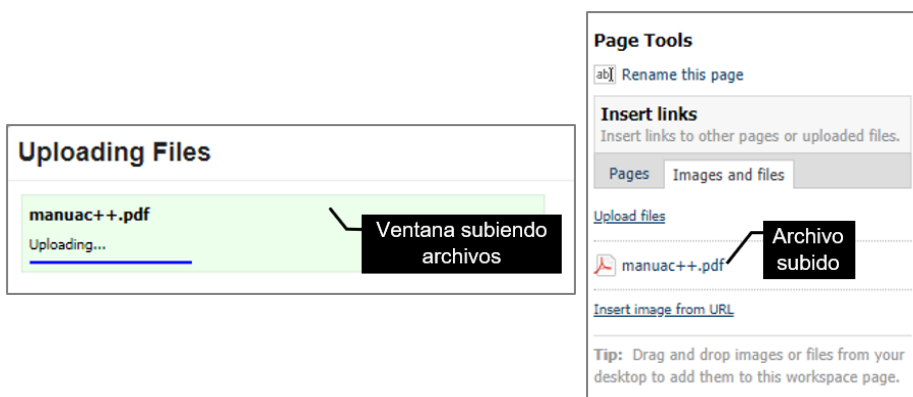 Uploading Files
manuac++.pdf
Uploading...
Ventana subiendo
archivos
Page Tools
ab Rename this page
Insert links
Insert links to other pages or uploaded files.
Pages Images and files
Upload files
Archivo
subido
manuac++.pdf
Insert image from URL
Tip: Drag and drop images or files from your
desktop to add them to this workspace page.